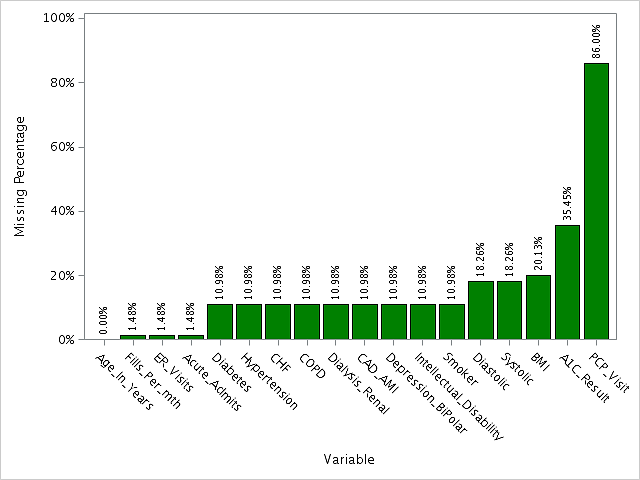 100%
80%
60%
40%
20%
0%
Missing Percentage
0.00%
1.48%
1.48%
1.48%
10.98%
10.98%
10.98%
10.98%
10.98%
10.98%
10.98%
10.98%
10.98%
18.26%
18.26%
20.13%
35.45%
86.00%
Age_In_Years
Fills_Per_mth
ER_Visits
Acute_Admits
Diabetes
Hypertension
CHF
COPD
Dialysis_Renal
CAD_AMI
Depression_BiPolar
Intellectual_Disability
Smoker
Diastolic
Systolic
BMI
A1C_Result
PCP_Visit
Variable